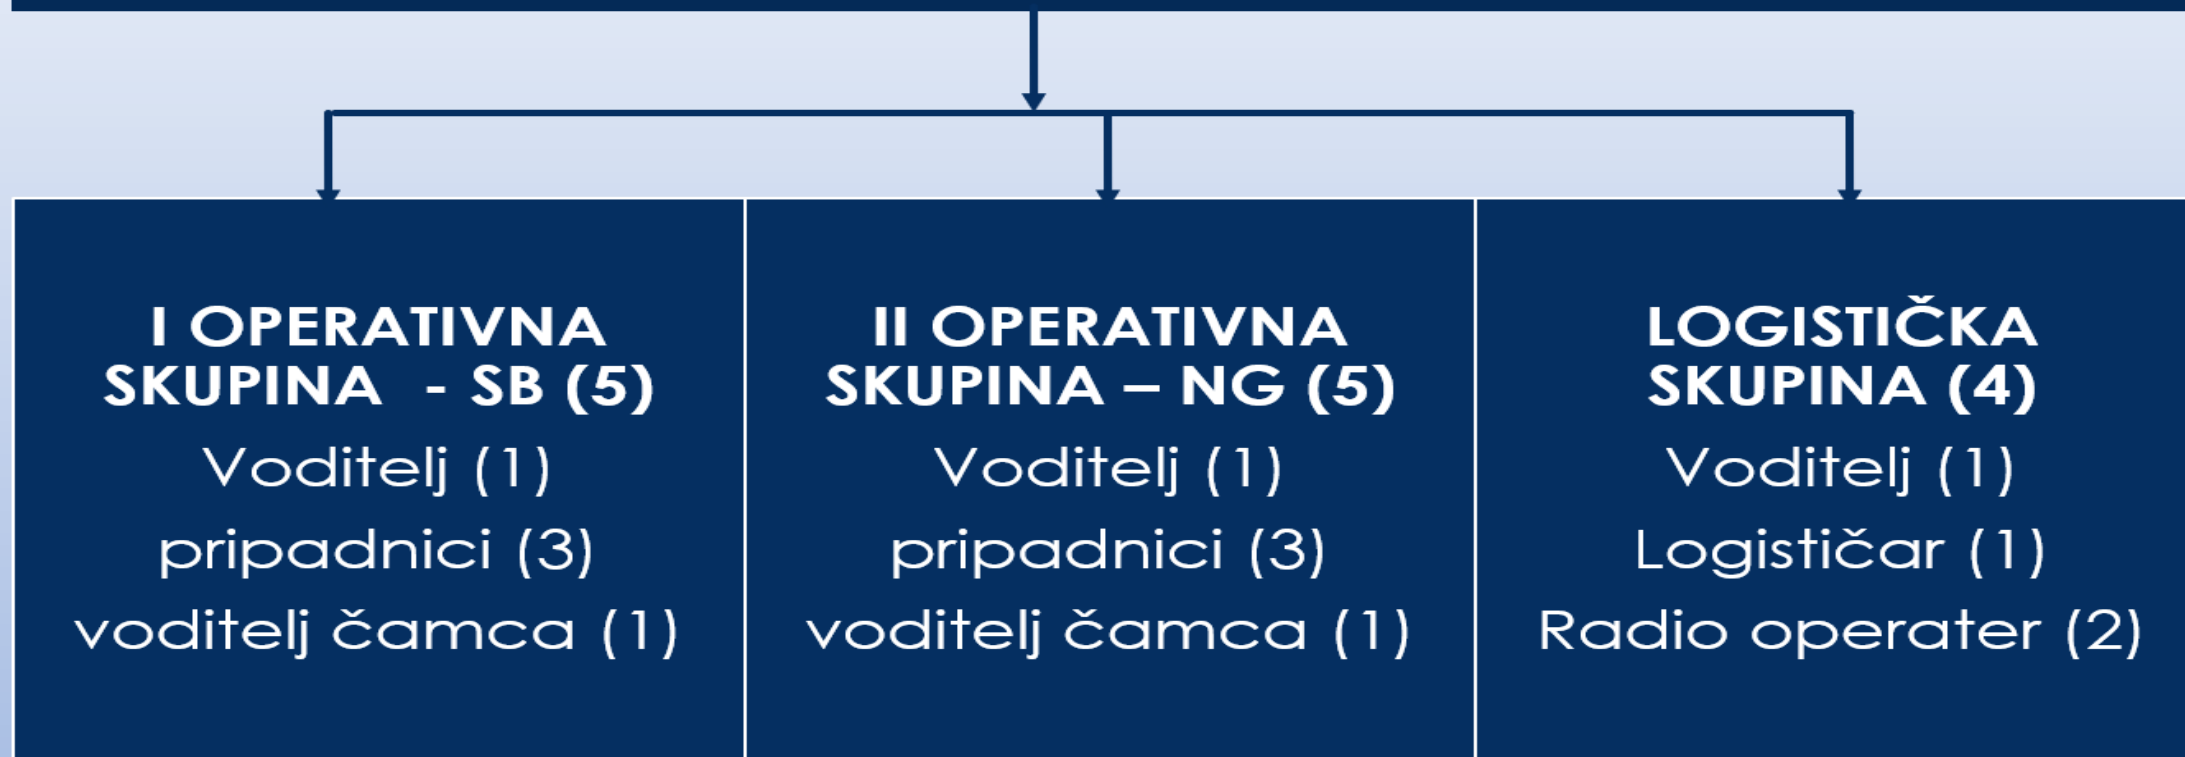 I OPERATIVNA
SKUPINA  - SB (5)
Voditelj (1)
pripadnici (3)
voditelj čamca (1)
II OPERATIVNA
SKUPINA – NG (5)
Voditelj (1)
pripadnici (3)
voditelj čamca (1)
LOGISTIČKA
SKUPINA (4)
Voditelj (1)
Logističar (1)
Radio operater (2)